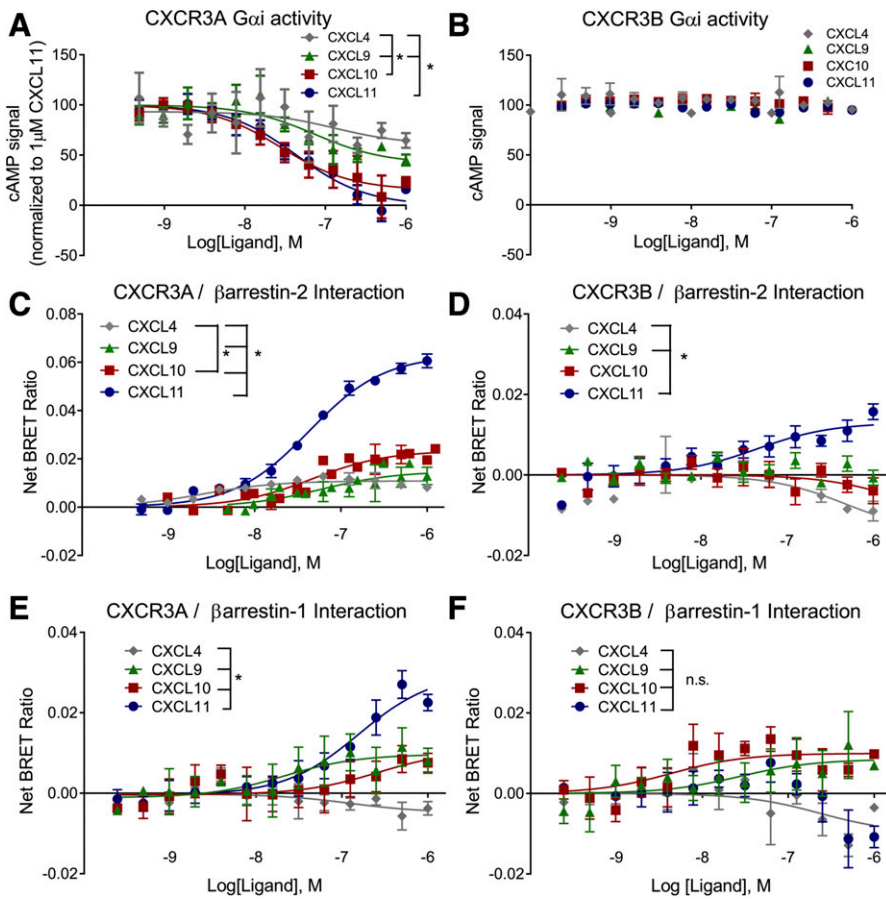 A
CXCR3A Gαi activity
CXCL4
CXCL9
CXCL10
CXCL11
*
*
cAMP signal
(normalized to 1µM CXCL11)
150
100
50
0
-50
-9
-8
-7
-6
Log[Ligand], M
B
CXCR3B Gαi activity
CXCL4
CXCL9
CXC10
CXCL11
cAMP signal
150
100
50
0
-50
-9
-8
-7
-6
Log[Ligand], M
C
CXCR3A / βarrestin-2 Interaction
CXCL4
CXCL9
CXCL10
CXCL11
*
*
Net BRET Ratio
0.08
0.06
0.04
0.02
0.00
-0.02
-9
-8
-7
-6
Log[Ligand], M
D
CXCR3B / βarrestin-2 Interaction
CXCL4
CXCL9
CXCL10
CXCL11
*
Net BRET Ratio
0.04
0.02
0.00
-0.02
-9
-8
-7
-6
Log[Ligand], M
E
CXCR3A / βarrestin-1 Interaction
CXCL4
CXCL9
CXCL10
CXCL11
*
Net BRET Ratio
0.04
0.02
0.00
-0.02
-9
-8
-7
-6
Log[Ligand], M
F
CXCR3B / βarrestin-1 Interaction
CXCL4
CXCL9
CXCL10
CXCL11
n.s.
Net BRET Ratio
0.04
0.02
0.00
-0.02
-9
-8
-7
-6
Log [Ligand], M